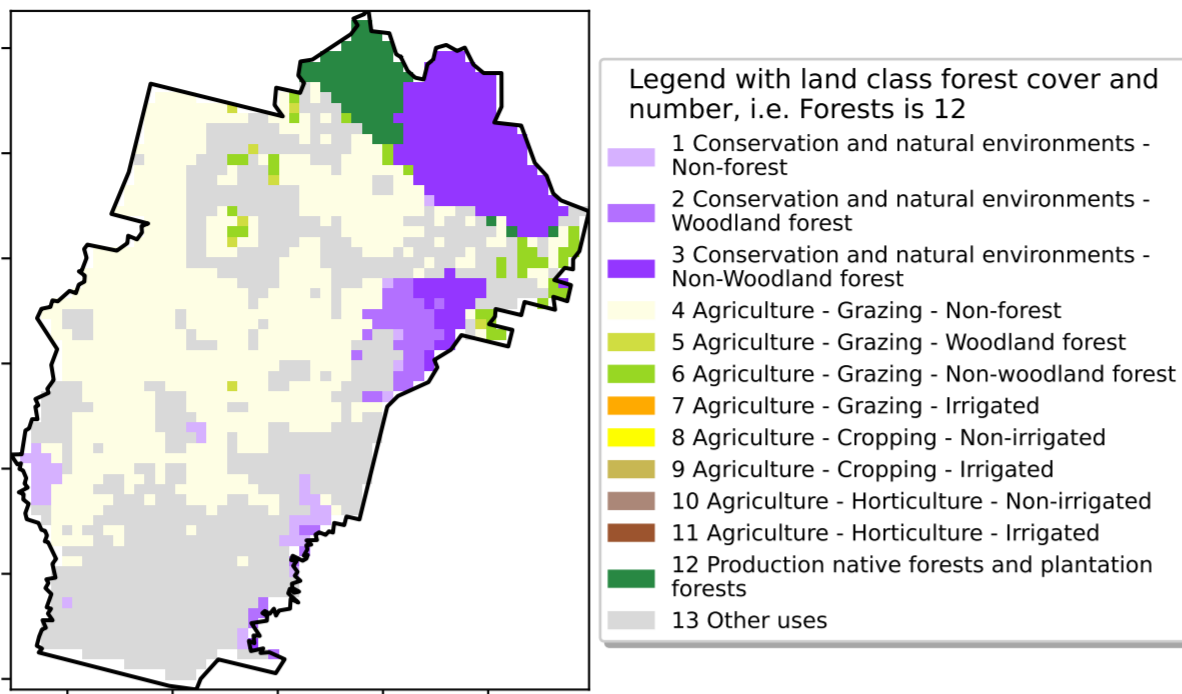 Legend with land class forest cover and
number, i.e. Forests is 12
1 Conservation and natural environments -
Non-forest
2 Conservation and natural environments -
Woodland forest
3 Conservation and natural environments -
Non-Woodland forest
4 Agriculture - Grazing - Non-forest
5 Agriculture - Grazing - Woodland forest
6 Agriculture - Grazing - Non-woodland forest
7 Agriculture - Grazing - Irrigated
8 Agriculture - Cropping - Non-irrigated
9 Agriculture - Cropping - Irrigated
10 Agriculture - Horticulture - Non-irrigated
11 Agriculture - Horticulture - Irrigated
12 Production native forests and plantation
forests
13 Other uses